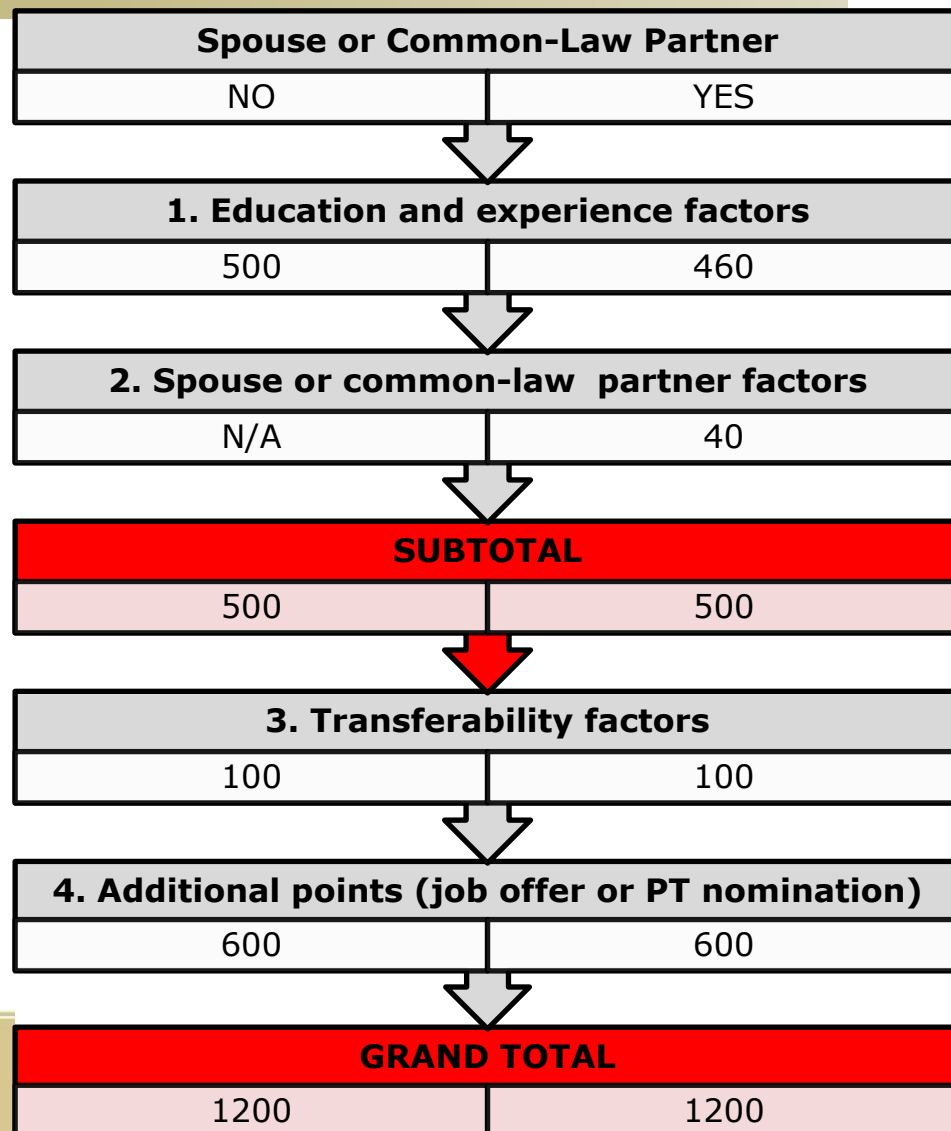 Spouse or Common-Law Partner
NO YES
1. Education and experience factors
500 460
2. Spouse or common-law partner factors
N/A 40
SUBTOTAL
500 500
3. Transferability factors
100 100
4. Additional points (job offer or PT nomination)
600 600
GRAND TOTAL
1200 1200